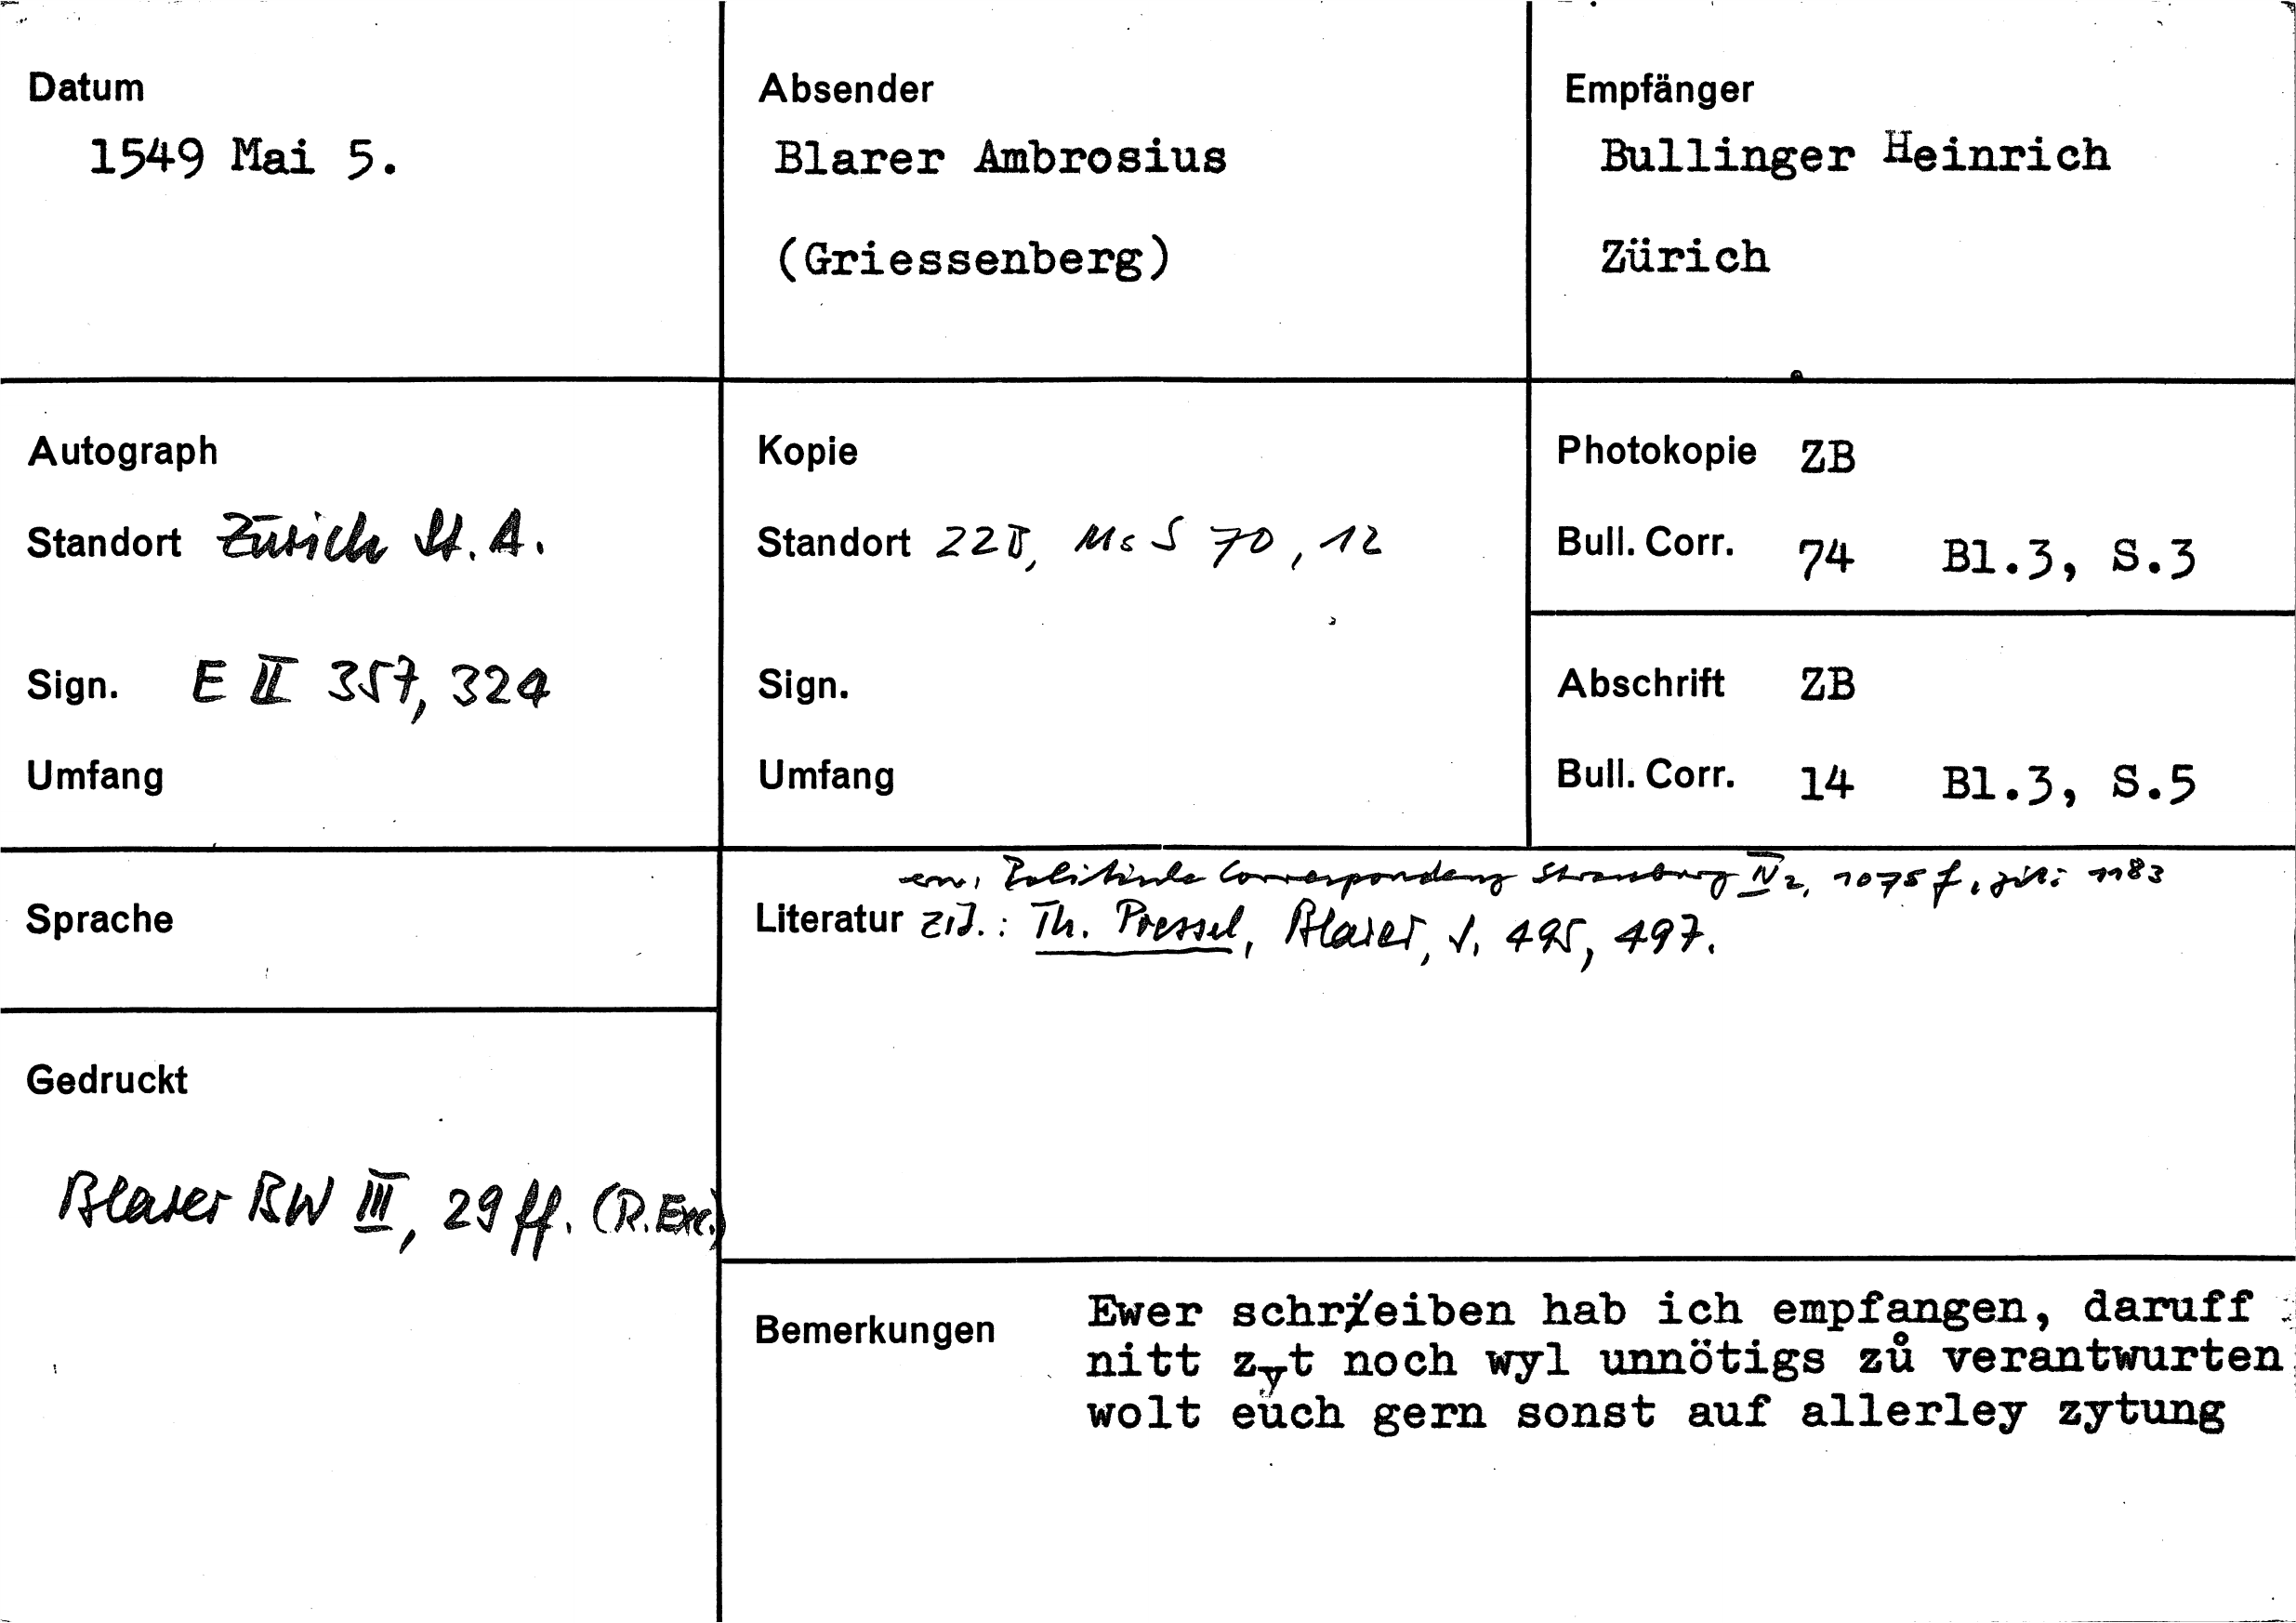 Datum
1549 Mai 5.
Absender
Blarer Ambrosius
(Griessenberg)
Empfänger
Bullinger Heinrich
Zürich
Autograph
Standort Zürich St. A.
Sign. E II 357, 324
Umfang
Kopie
Standort ZZB, Ms S 70, 12
Sign.
Umfang
Photokopie ZB
Bull. Corr. 74 Bl.3, S.3
Abschrift ZB
Bull. Corr. 14 Bl.3, S.5
Sprache
Gedruckt
Blarer BW III, 29 ff. (R.Exc.)
Politische Correspondenz Strassburg IV 2, 1075 f, zit: 1183
Literatur zit.: Th. Pressel, Blarer, S. 495, 497.
Bemerkungen
Ewer schreiben hab ich empfangen, daruff
nitt zyt noch wyl unnötigs zů verantwurten
wolt euch gern sonst auf allerley zytung